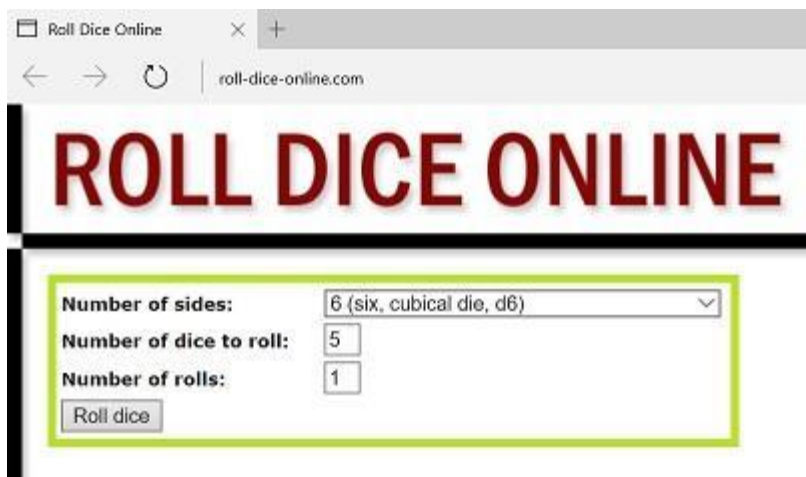 Roll Dice Online
roll-dice-online.com
ROLL DICE ONLINE
Number of sides: 6 (six, cubical die, d6)
Number of dice to roll: 5
Number of rolls: 1
Roll dice